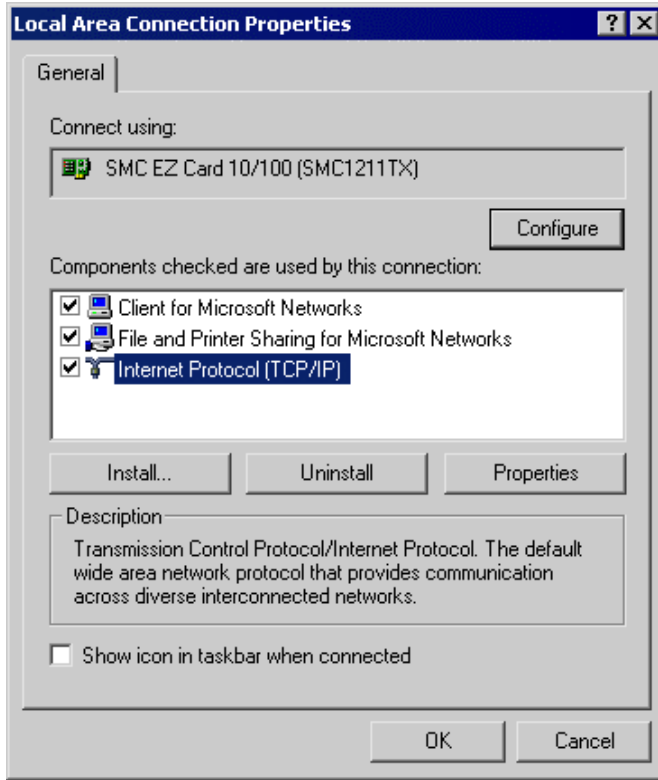 Local Area Connection Properties
General
Connect using:
SMC EZ Card 10/100 (SMC1211TX)
Configure
Components checked are used by this connection:
Client for Microsoft Networks
File and Printer Sharing for Microsoft Networks
Internet Protocol (TCP/IP)
Install... Uninstall Properties
Description
Transmission Control Protocol/Internet Protocol. The default
wide area network protocol that provides communication
across diverse interconnected networks.
Show icon in taskbar when connected
OK Cancel